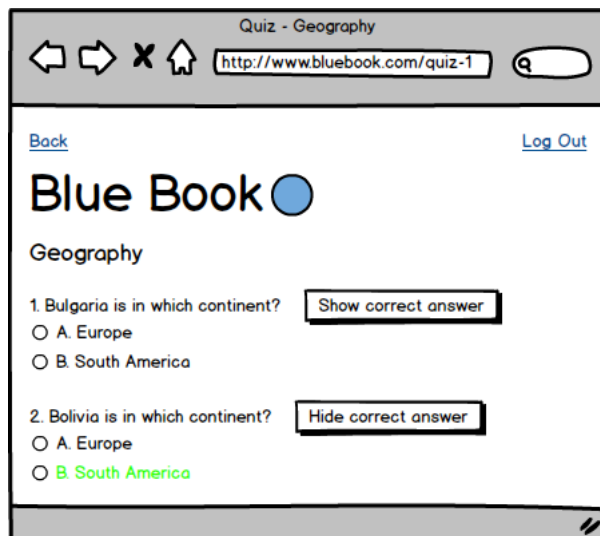 Quiz - Geography
http://www.bluebook.com/quiz-1
Back Log Out
Blue Book
Geography
1. Bulgaria is in which continent? Show correct answer
A. Europe
B. South America
2. Bolivia is in which continent? Hide correct answer
A. Europe
B. South America